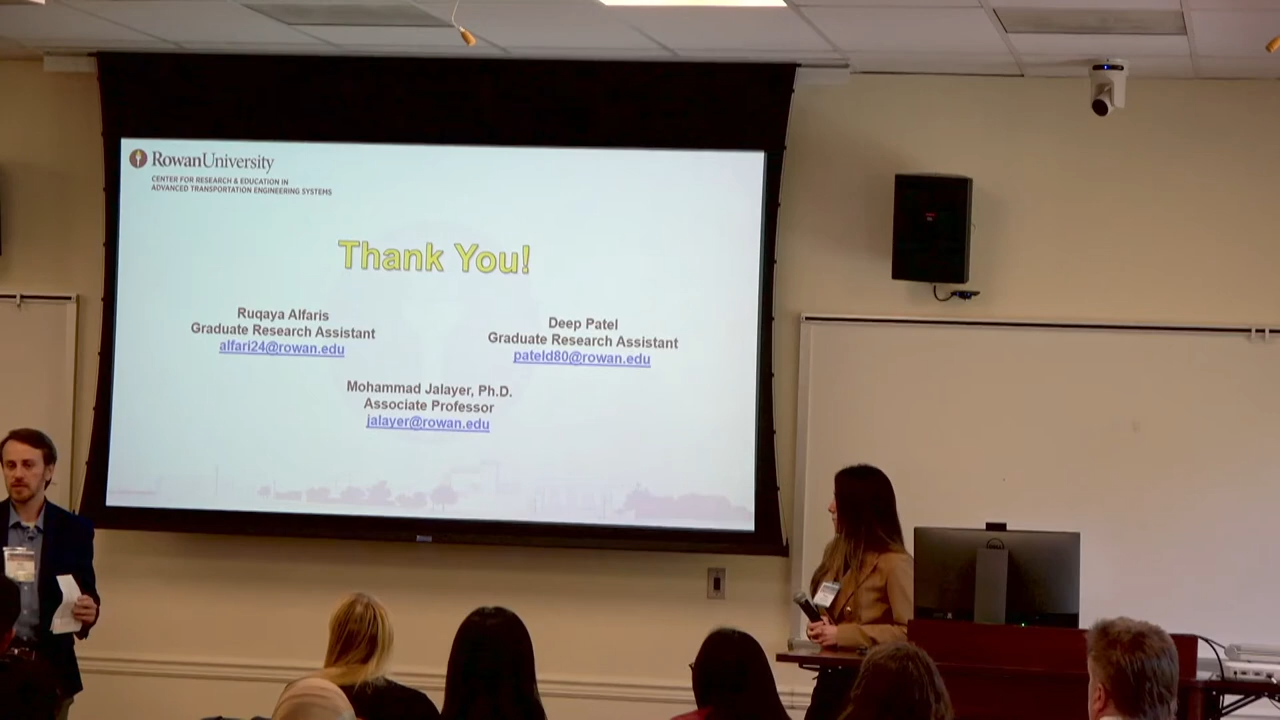 RowanUniversity
CENTER FOR RESEARCH & EDUCATION IN
ADVANCED TRANSPORTATION ENGINEERING SYSTEMS
Thank You!
Ruqaya Alfaris
Graduate Research Assistant
alfari24@rowan.edu
Deep Patel
Graduate Research Assistant
pateld80@rowan.edu
Mohammad Jalayer, Ph.D.
Associate Professor
jalayer@rowan.edu
DELL